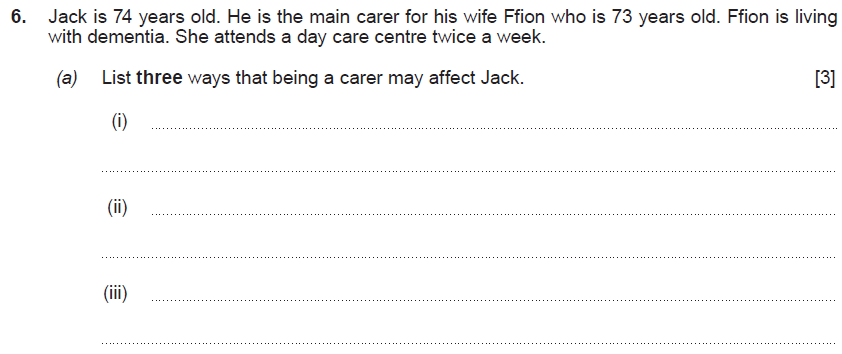 6. Jack is 74 years old. He is the main carer for his wife Ffion who is 73 years old. Ffion is living
with dementia. She attends a day care centre twice a week.
(a) List three ways that being a carer may affect Jack. [3]
(i)
(ii)
(iii)